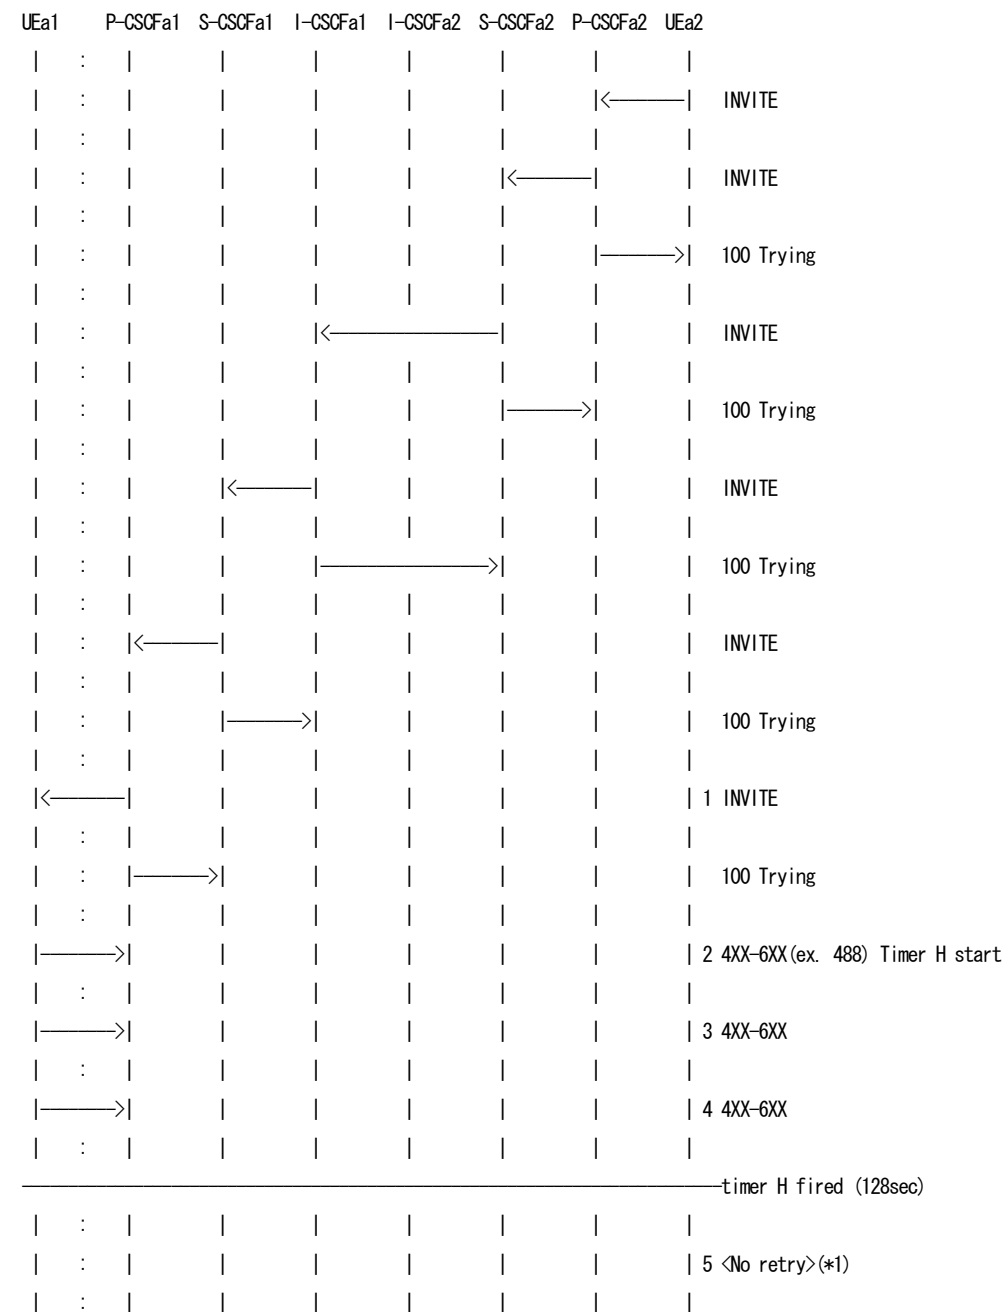 UEa1 P-CSCFa1 S-CSCFa1 I-CSCFa1 I-CSCFa2 S-CSCFa2 P-CSCFa2 UEa2
INVITE
INVITE
100 Trying
INVITE
100 Trying
INVITE
100 Trying
INVITE
100 Trying
1 INVITE
100 Trying
2 4XX-6XX(ex. 488) Timer H start
3 4XX-6XX
4 4XX-6XX
timer H fired (128sec)
5 <No retry>(*1)